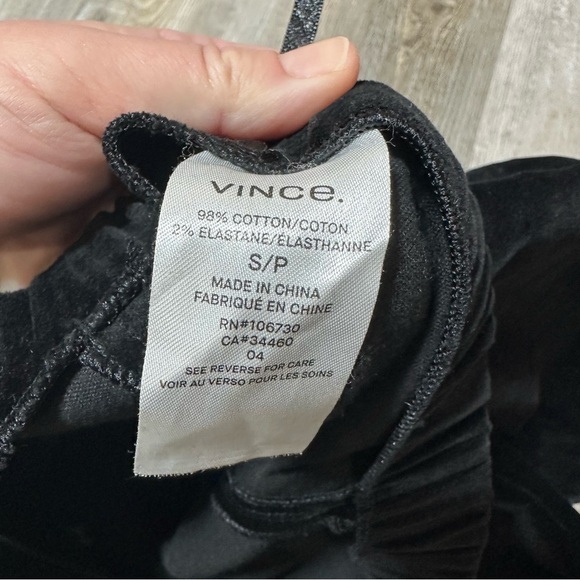 VINCE.
98% COTTON/COTON
2% ELASTANE/ÉLASTHANNE
S/P
MADE IN CHINA
FABRIQUÉ EN CHINE
RN#106730
CA#34460
04
SEE REVERSE FOR CARE
VOIR AU VERSO POUR LES SOINS